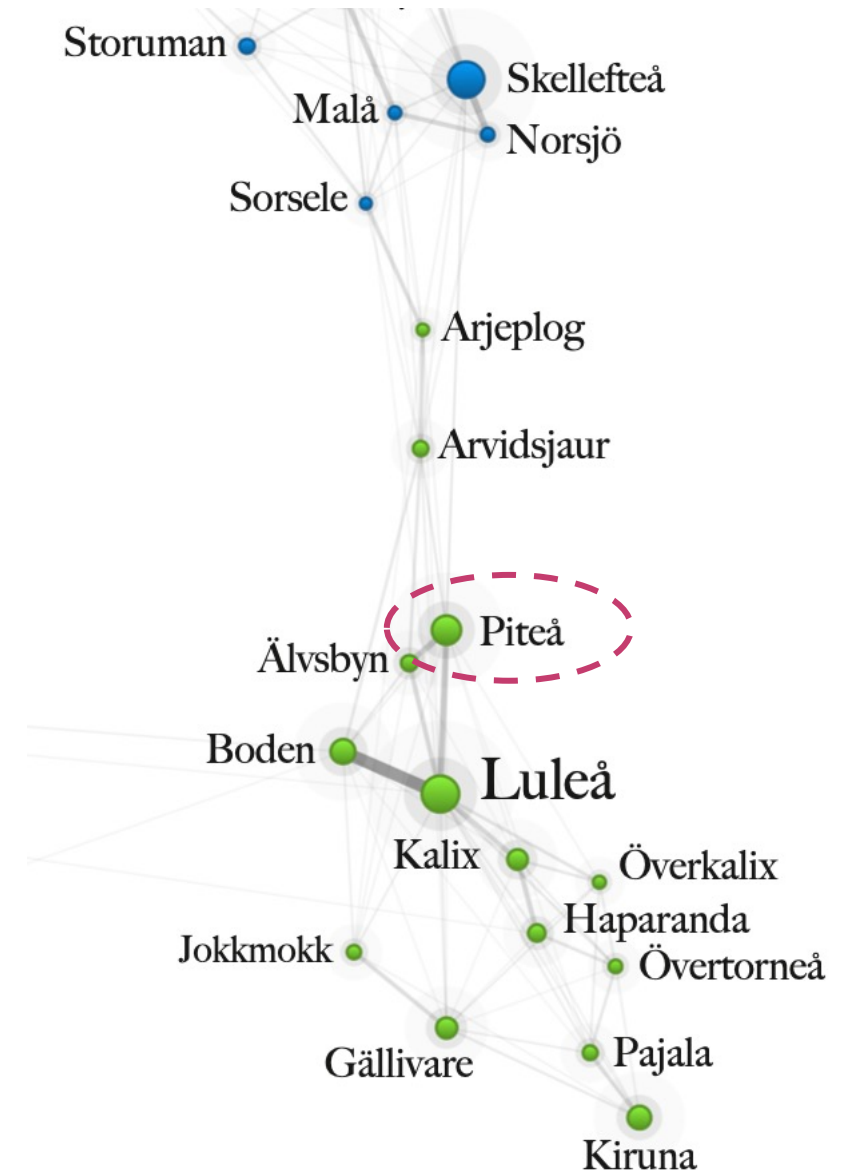 Storuman
Skellefteå
Malå
Norsjö
Sorsele
Arjeplog
Arvidsjaur
Piteå
Älvsbyn
Boden
Luleå
Kalix
Överkalix
Haparanda
Jokkmokk
Övertorneå
Gällivare
Pajala
Kiruna